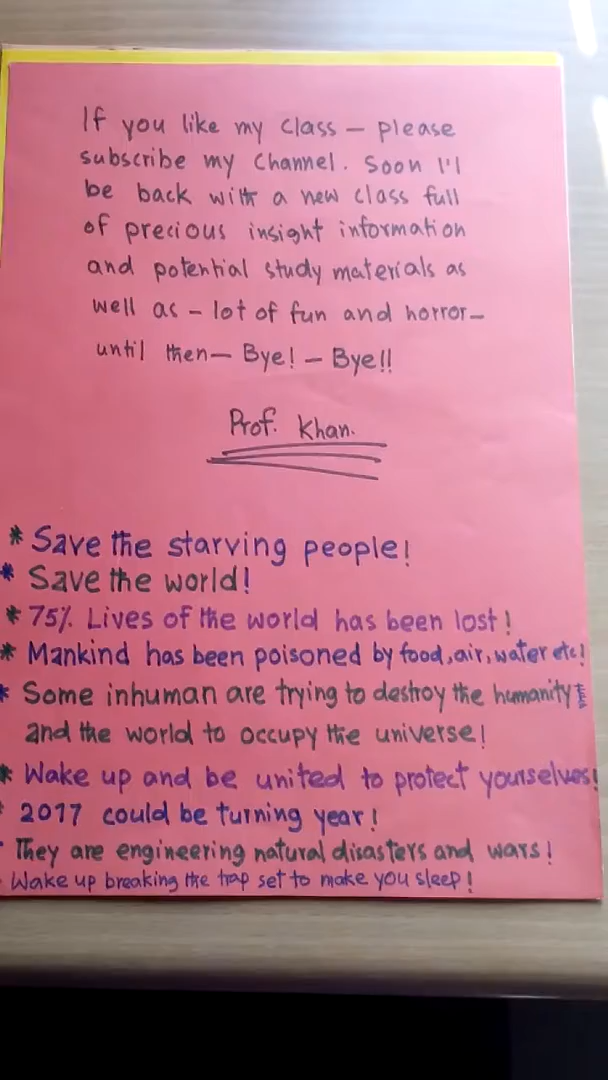 If you like my class – please
subscribe my channel. Soon I'l
be back with a new class full
of precious insight information
and potential study materials as
well as – lot of fun and horror –
until then – Bye! – Bye!!
Prof. Khan.
* Save the starving people!
* Save the world!
* 75% Lives of the world has been lost!
* Mankind has been poisoned by food, air, water etc!
* Some inhuman are trying to destroy the humanity
and the world to occupy the universe!
* Wake up and be united to protect yourselves!
* 2017 could be turning year!
* They are engineering natural disasters and wars!
- Wake up breaking the trap set to make you sleep!